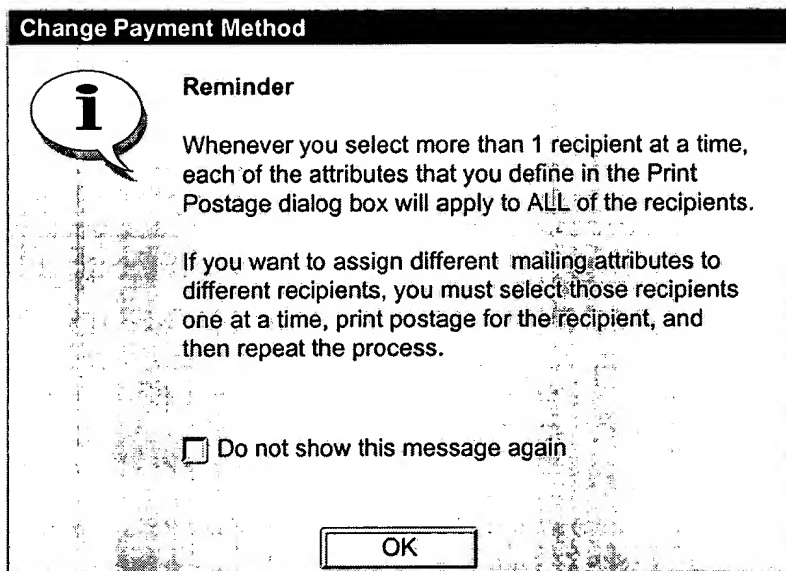 Change Payment Method
i
Reminder
Whenever you select more than 1 recipient at a time,
each of the attributes that you define in the Print
Postage dialog box will apply to ALL of the recipients.
If you want to assign different mailing attributes to
different recipients, you must select those recipients
one at a time, print postage for the recipient, and
then repeat the process.
Do not show this message again
OK